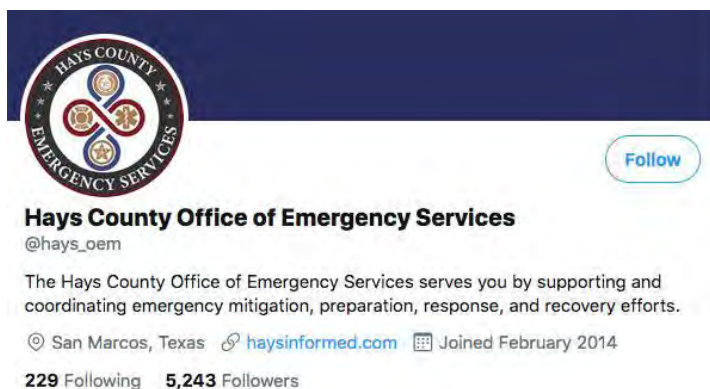 HAYS COUNTY
EMERGENCY SERVICES
Follow
Hays County Office of Emergency Services
@hays_oem
The Hays County Office of Emergency Services serves you by supporting and
coordinating emergency mitigation, preparation, response, and recovery efforts.
San Marcos, Texas haysinformed.com Joined February 2014
229 Following 5,243 Followers